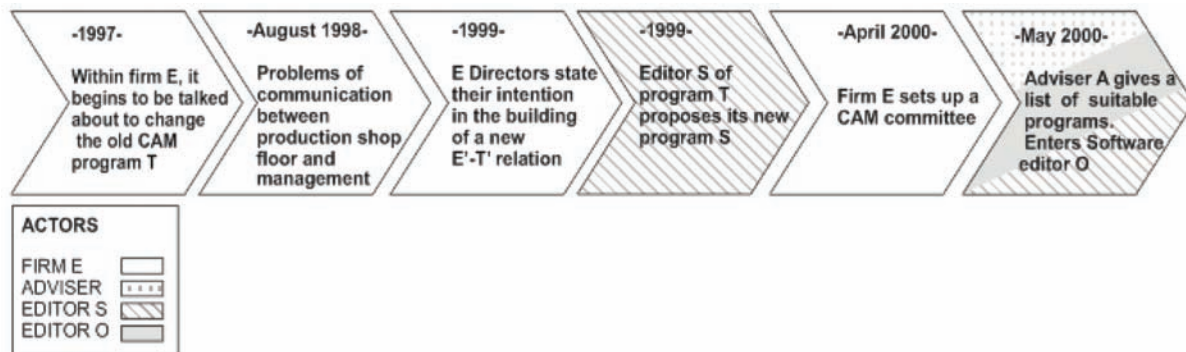 -1997-
Within firm E, it
begins to be talked
about to change
the old CAM
program T
-August 1998-
Problems of
communication
between
production shop
floor and
management
-1999-
E Directors state
their intention
in the building
of a new
E'-T' relation
-1999-
Editor S of
program T
proposes its new
program S
-April 2000-
Firm E sets up a
CAM committee
-May 2000-
Adviser A gives a
list of suitable
programs.
Enters Software
editor O
ACTORS
FIRM E
ADVISER
EDITOR S
EDITOR O